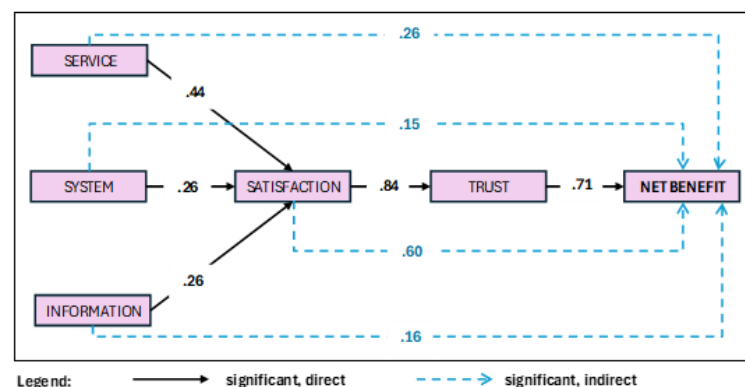 .26
SERVICE
.44
.15
SYSTEM
.26
SATISFACTION
.84
TRUST
.71
NET BENEFIT
.60
.26
INFORMATION
.16
Legend:
significant, direct
significant, indirect